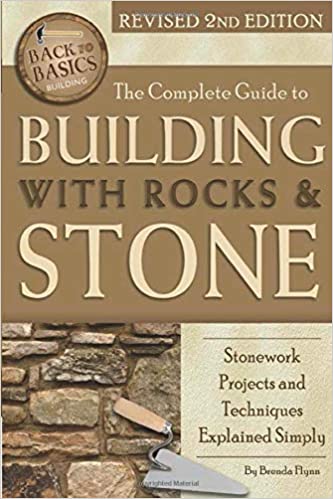 REVISED 2ND EDITION
BACK TO BASICS
BUILDING
The Complete Guide to
BUILDING
WITH ROCKS &
STONE
Stonework
Projects and
Techniques
Explained Simply
By Brenda Flynn